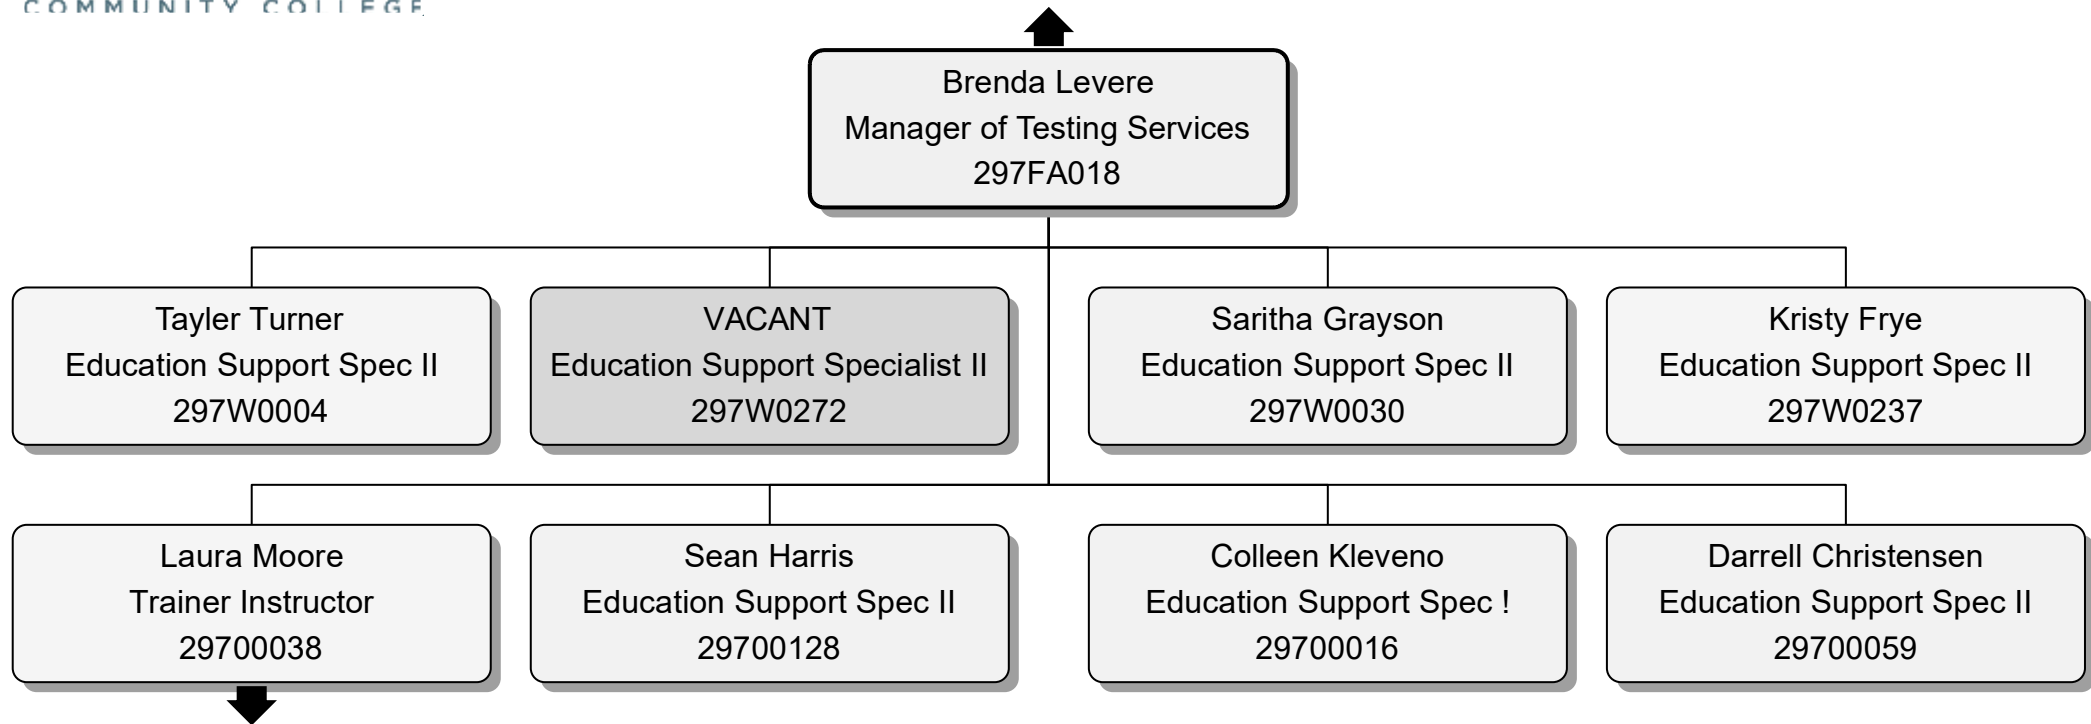 COMMUNITY COLLEGE
Brenda Levere
Manager of Testing Services
297FA018
Tayler Turner
Education Support Spec II
297W0004
VACANT
Education Support Specialist II
297W0272
Saritha Grayson
Education Support Spec II
297W0030
Kristy Frye
Education Support Spec II
297W0237
Laura Moore
Trainer Instructor
29700038
Sean Harris
Education Support Spec II
29700128
Colleen Kleveno
Education Support Spec !
29700016
Darrell Christensen
Education Support Spec II
29700059